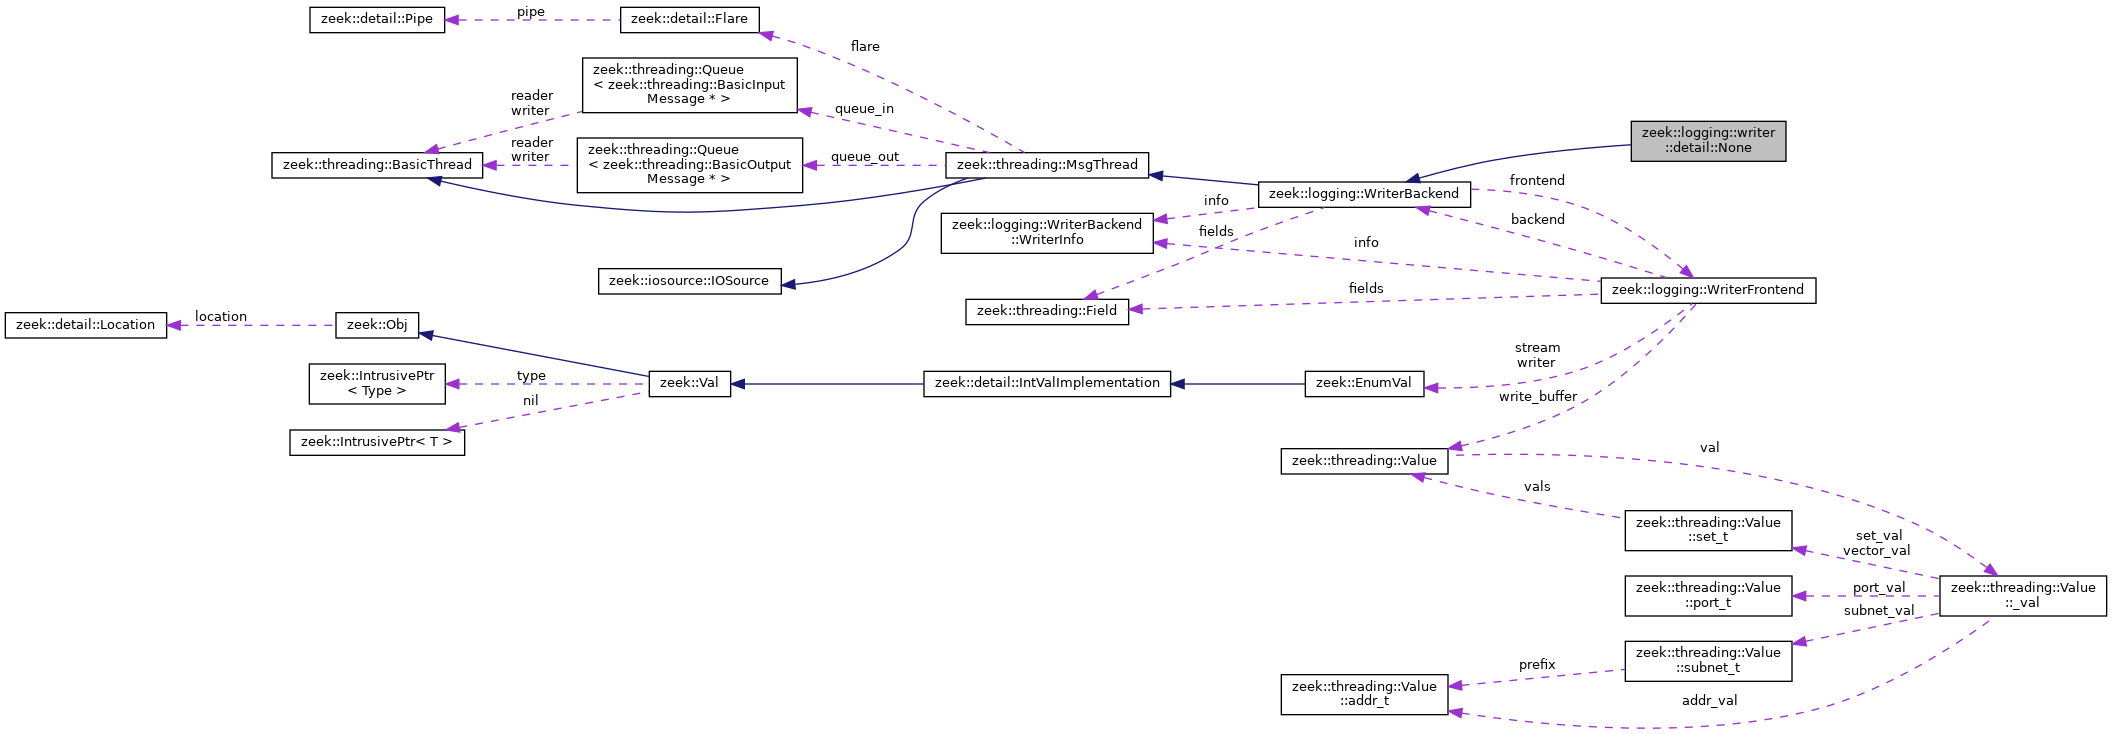 zeek::detail::Pipe
pipe
zeek::detail::Flare
flare
zeek::threading::Queue
< zeek::threading::BasicInput
Message * >
reader
writer
queue_in
zeek::threading::Queue
< zeek::threading::BasicOutput
Message * >
reader
writer
queue_out
zeek::threading::BasicThread
zeek::threading::MsgThread
zeek::logging::writer
::detail::None
zeek::logging::WriterBackend
frontend
backend
info
fields
zeek::logging::WriterBackend
::WriterInfo
info
zeek::iosource::IOSource
fields
zeek::logging::WriterFrontend
zeek::threading::Field
zeek::detail::Location
location
zeek::Obj
zeek::IntrusivePtr
< Type >
type
nil
zeek::Val
zeek::detail::IntValImplementation
zeek::EnumVal
stream
writer
write_buffer
zeek::IntrusivePtr< T >
zeek::threading::Value
val
vals
zeek::threading::Value
::set_t
set_val
vector_val
zeek::threading::Value
::port_t
port_val
zeek::threading::Value
::_val
subnet_val
zeek::threading::Value
::subnet_t
prefix
zeek::threading::Value
::addr_t
addr_val